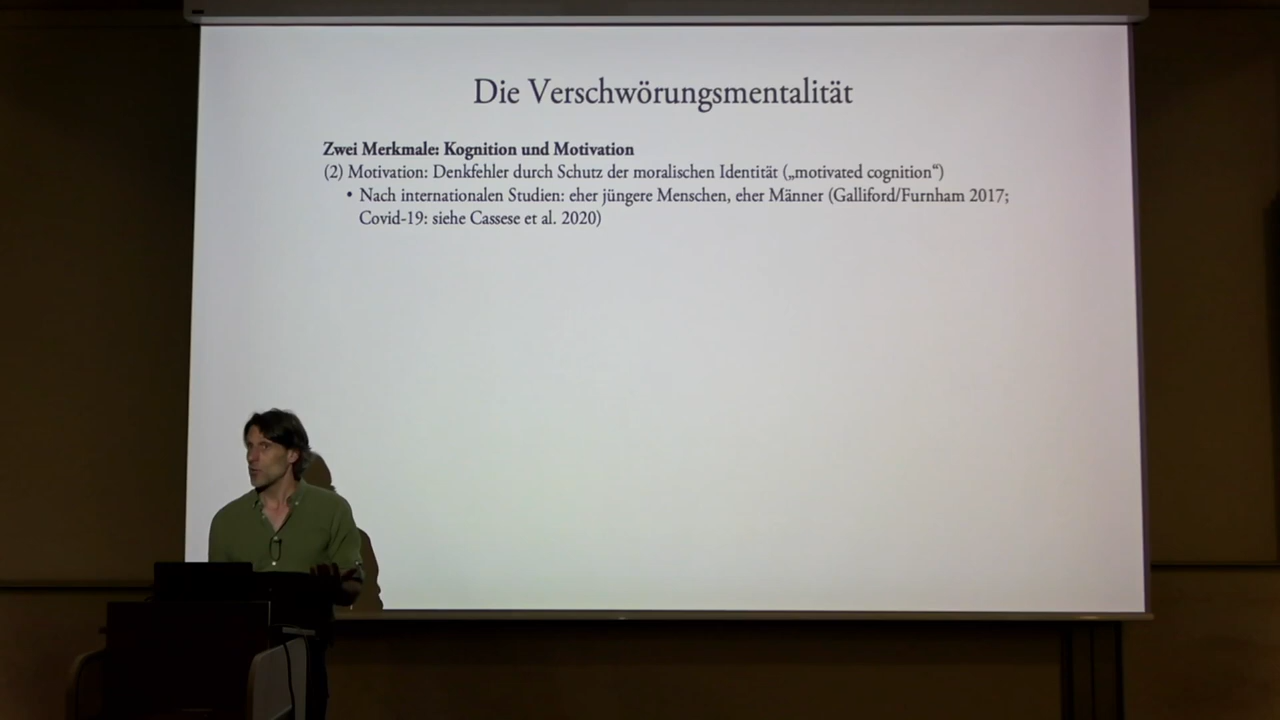 Die Verschwörungsmentalität
Zwei Merkmale: Kognition und Motivation
(2) Motivation: Denkfehler durch Schutz der moralischen Identität („motivated cognition“)
• Nach internationalen Studien: eher jüngere Menschen, eher Männer (Galliford/Furnham 2017;
Covid-19: siehe Cassese et al. 2020)